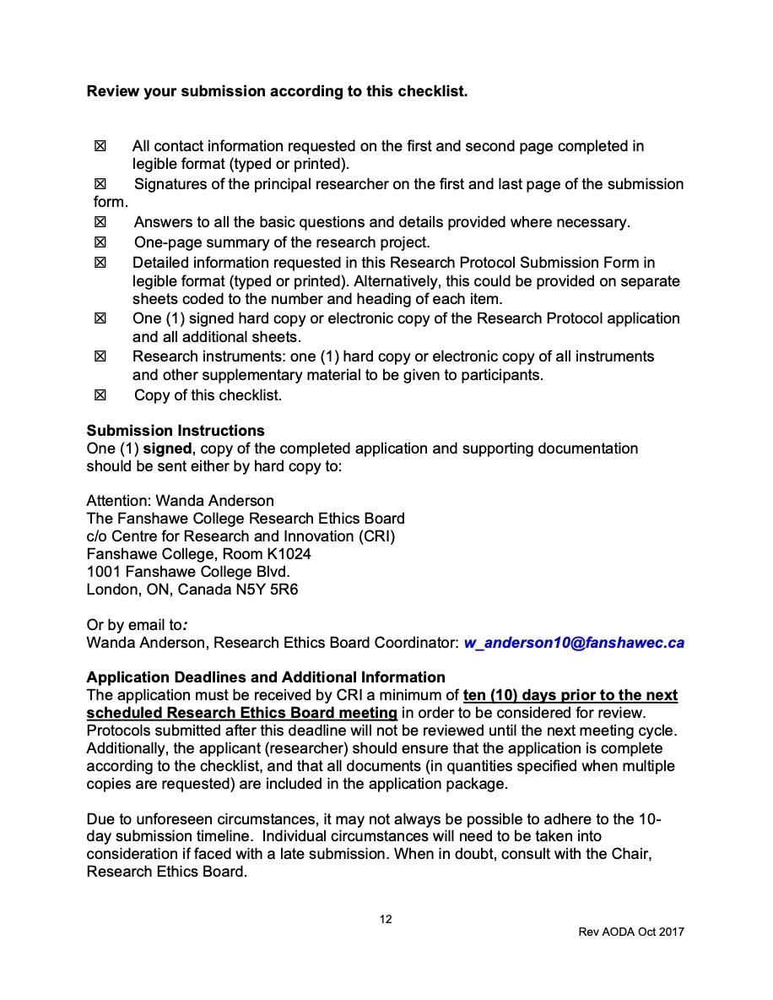 Review your submission according to this checklist.
☒ All contact information requested on the first and second page completed in
legible format (typed or printed).
☒ Signatures of the principal researcher on the first and last page of the submission
form.
☒ Answers to all the basic questions and details provided where necessary.
☒ One-page summary of the research project.
☒ Detailed information requested in this Research Protocol Submission Form in
legible format (typed or printed). Alternatively, this could be provided on separate
sheets coded to the number and heading of each item.
☒ One (1) signed hard copy or electronic copy of the Research Protocol application
and all additional sheets.
☒ Research instruments: one (1) hard copy or electronic copy of all instruments
and other supplementary material to be given to participants.
☒ Copy of this checklist.
Submission Instructions
One (1) signed, copy of the completed application and supporting documentation
should be sent either by hard copy to:
Attention: Wanda Anderson
The Fanshawe College Research Ethics Board
c/o Centre for Research and Innovation (CRI)
Fanshawe College, Room K1024
1001 Fanshawe College Blvd.
London, ON, Canada N5Y 5R6
Or by email to:
Wanda Anderson, Research Ethics Board Coordinator: w_anderson10@fanshawec.ca
Application Deadlines and Additional Information
The application must be received by CRI a minimum of ten (10) days prior to the next
scheduled Research Ethics Board meeting in order to be considered for review.
Protocols submitted after this deadline will not be reviewed until the next meeting cycle.
Additionally, the applicant (researcher) should ensure that the application is complete
according to the checklist, and that all documents (in quantities specified when multiple
copies are requested) are included in the application package.
Due to unforeseen circumstances, it may not always be possible to adhere to the 10-
day submission timeline.  Individual circumstances will need to be taken into
consideration if faced with a late submission. When in doubt, consult with the Chair,
Research Ethics Board.
12
Rev AODA Oct 2017